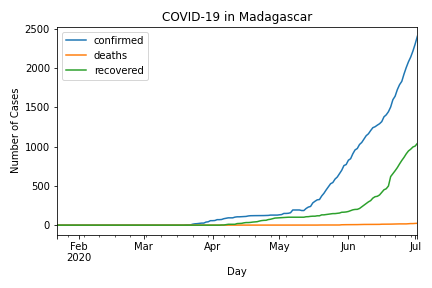 COVID-19 in Madagascar
confirmed
deaths
recovered
2500
2000
1500
1000
500
0
Number of Cases
Feb
2020
Mar
Apr
May
Jun
Jul
Day